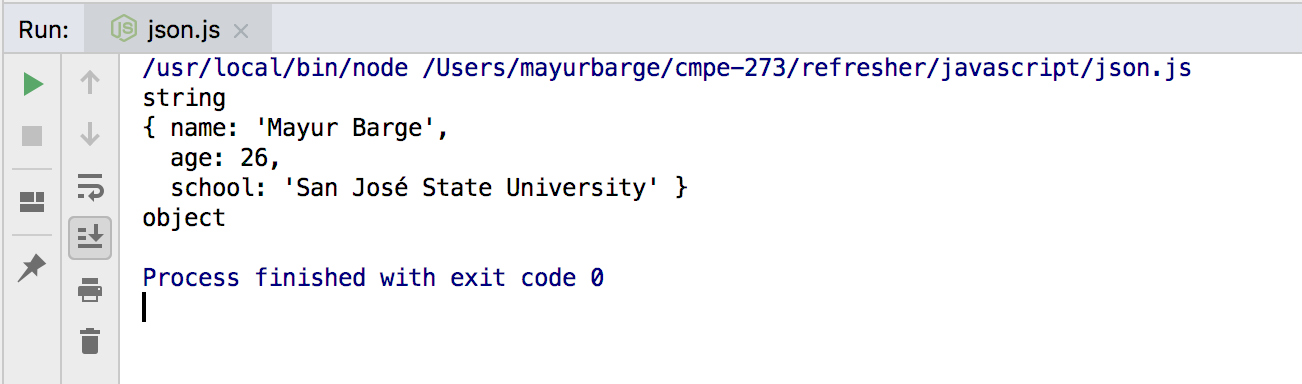 Run: json.js
/usr/local/bin/node /Users/mayurbarge/cmpe-273/refresher/javascript/json.js
string
{ name: 'Mayur Barge',
  age: 26,
  school: 'San José State University' }
object
Process finished with exit code 0